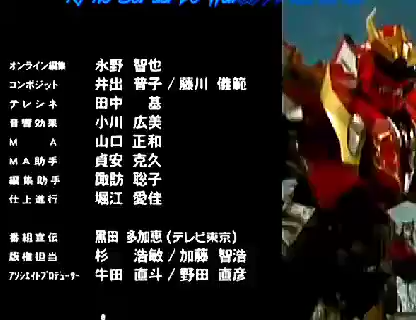 オンライン編集 永野 智也
コンポジット 井出 普子 / 藤川 雅範
テレシネ 田中 基
音響効果 小川 広美
M A 山口 正和
MA助手 貞安 克久
編集助手 諏訪 聡子
仕上進行 堀江 愛佳
番組宣伝 黒田 多加恵 (テレビ東京)
版権担当 杉 浩敏 / 加藤 智浩
アソシエイトプロデューサー 牛田 直斗 / 野田 直彦